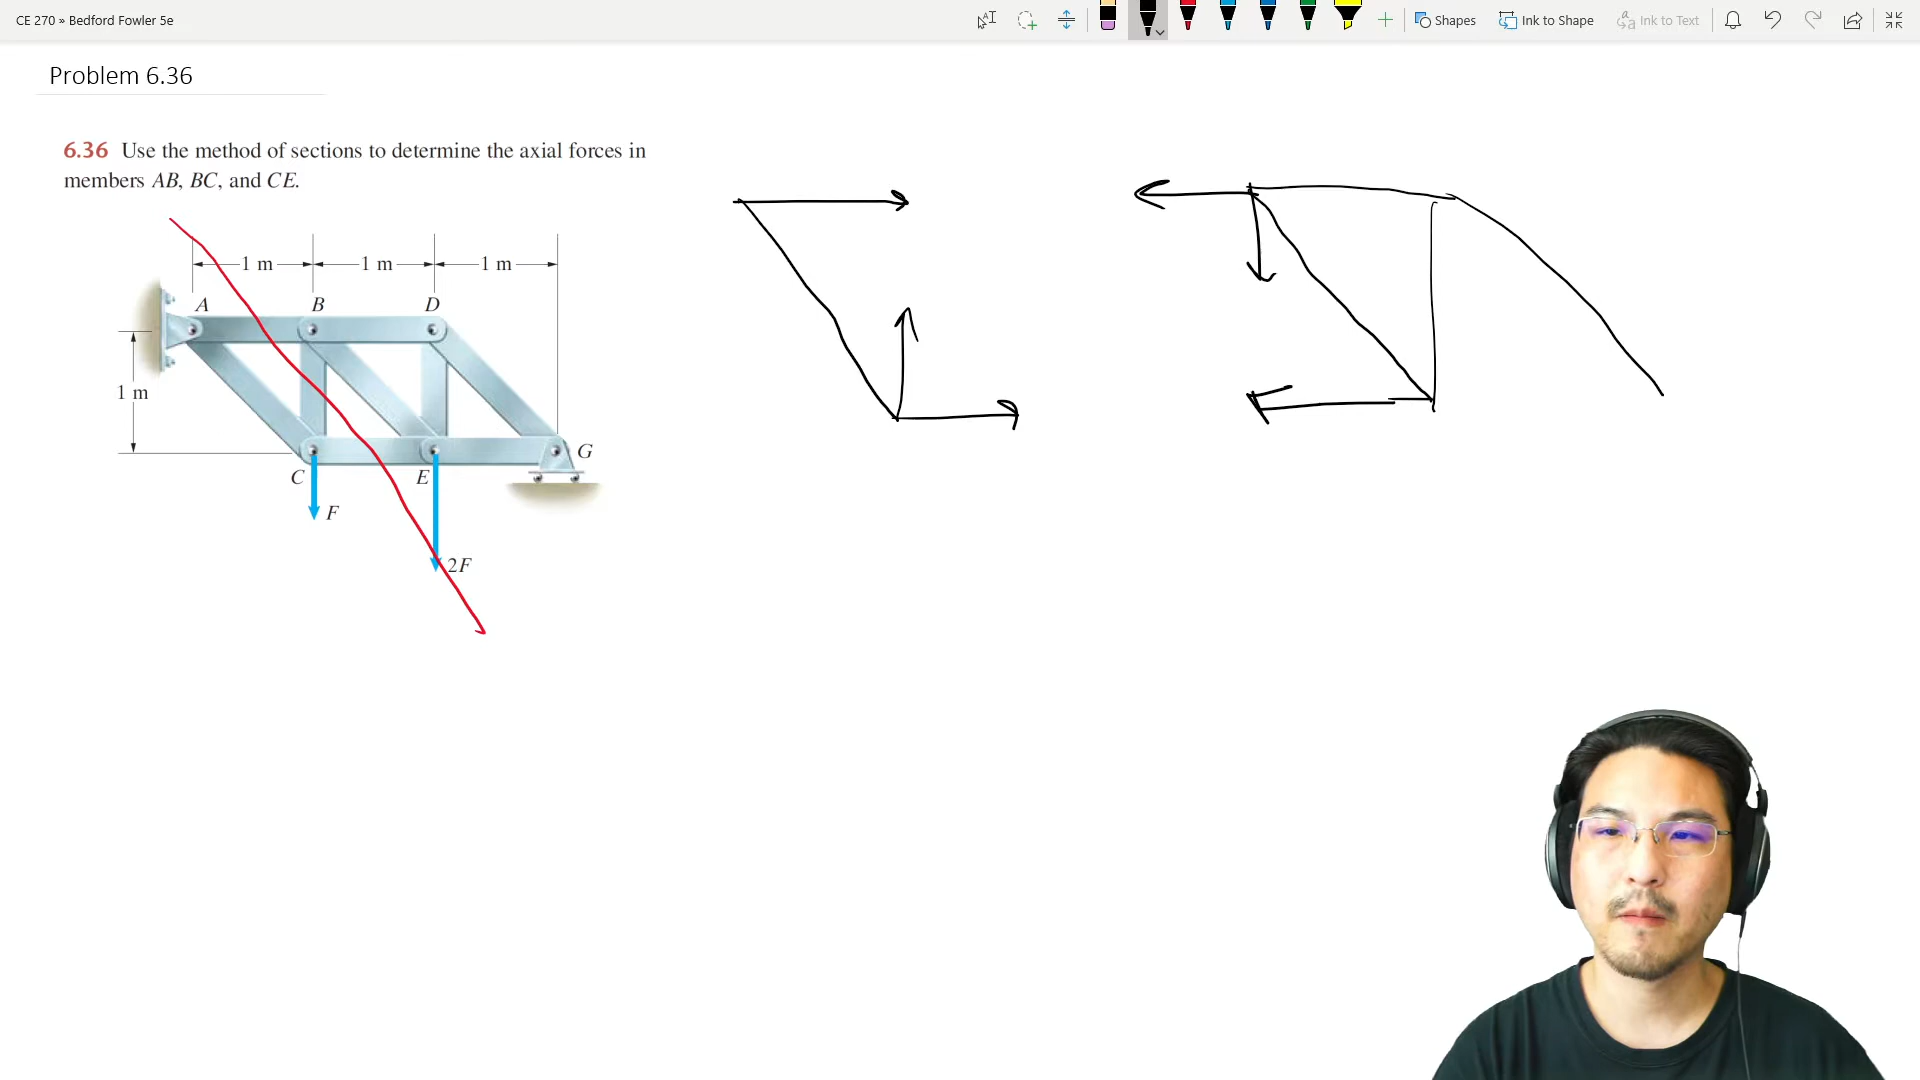 CE 270 » Bedford Fowler 5e
Shapes
Ink to Shape
Ink to Text
Problem 6.36
6.36 Use the method of sections to determine the axial forces in
members AB, BC, and CE.
1 m
1 m
1 m
A
B
D
1 m
G
C
E
F
2F